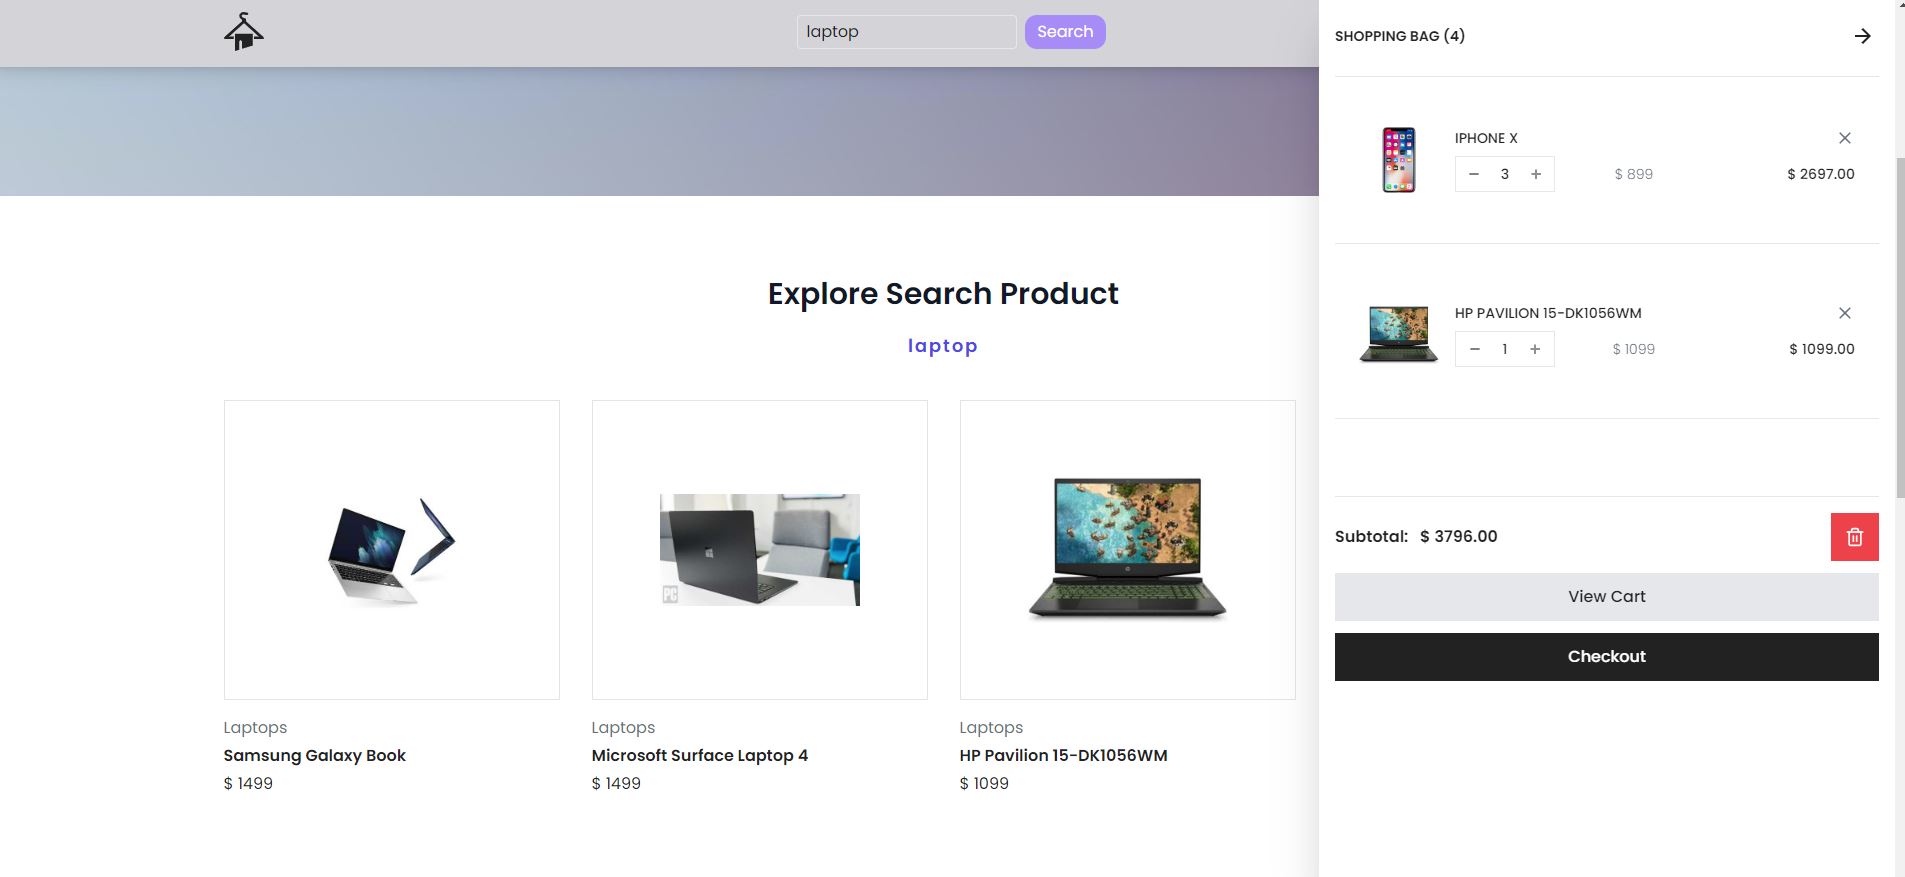 laptop
Search
SHOPPING BAG (4)
IPHONE X
- 3 +
$ 899
$ 2697.00
HP PAVILION 15-DK1056WM
- 1 +
$ 1099
$ 1099.00
Subtotal: $ 3796.00
View Cart
Checkout
Explore Search Product
laptop
PC
Laptops
Samsung Galaxy Book
$ 1499
Laptops
Microsoft Surface Laptop 4
$ 1499
Laptops
HP Pavilion 15-DK1056WM
$ 1099